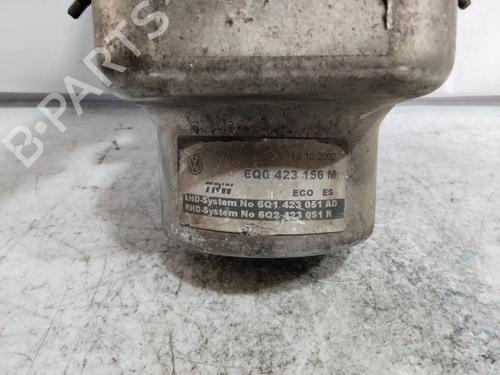 B-PARTS
15.10.2002
6Q0 423 156 M
TRW
ECO ES
LHD-System No 6Q1 423 051 AD
RHD-System No 6Q2 423 051 R